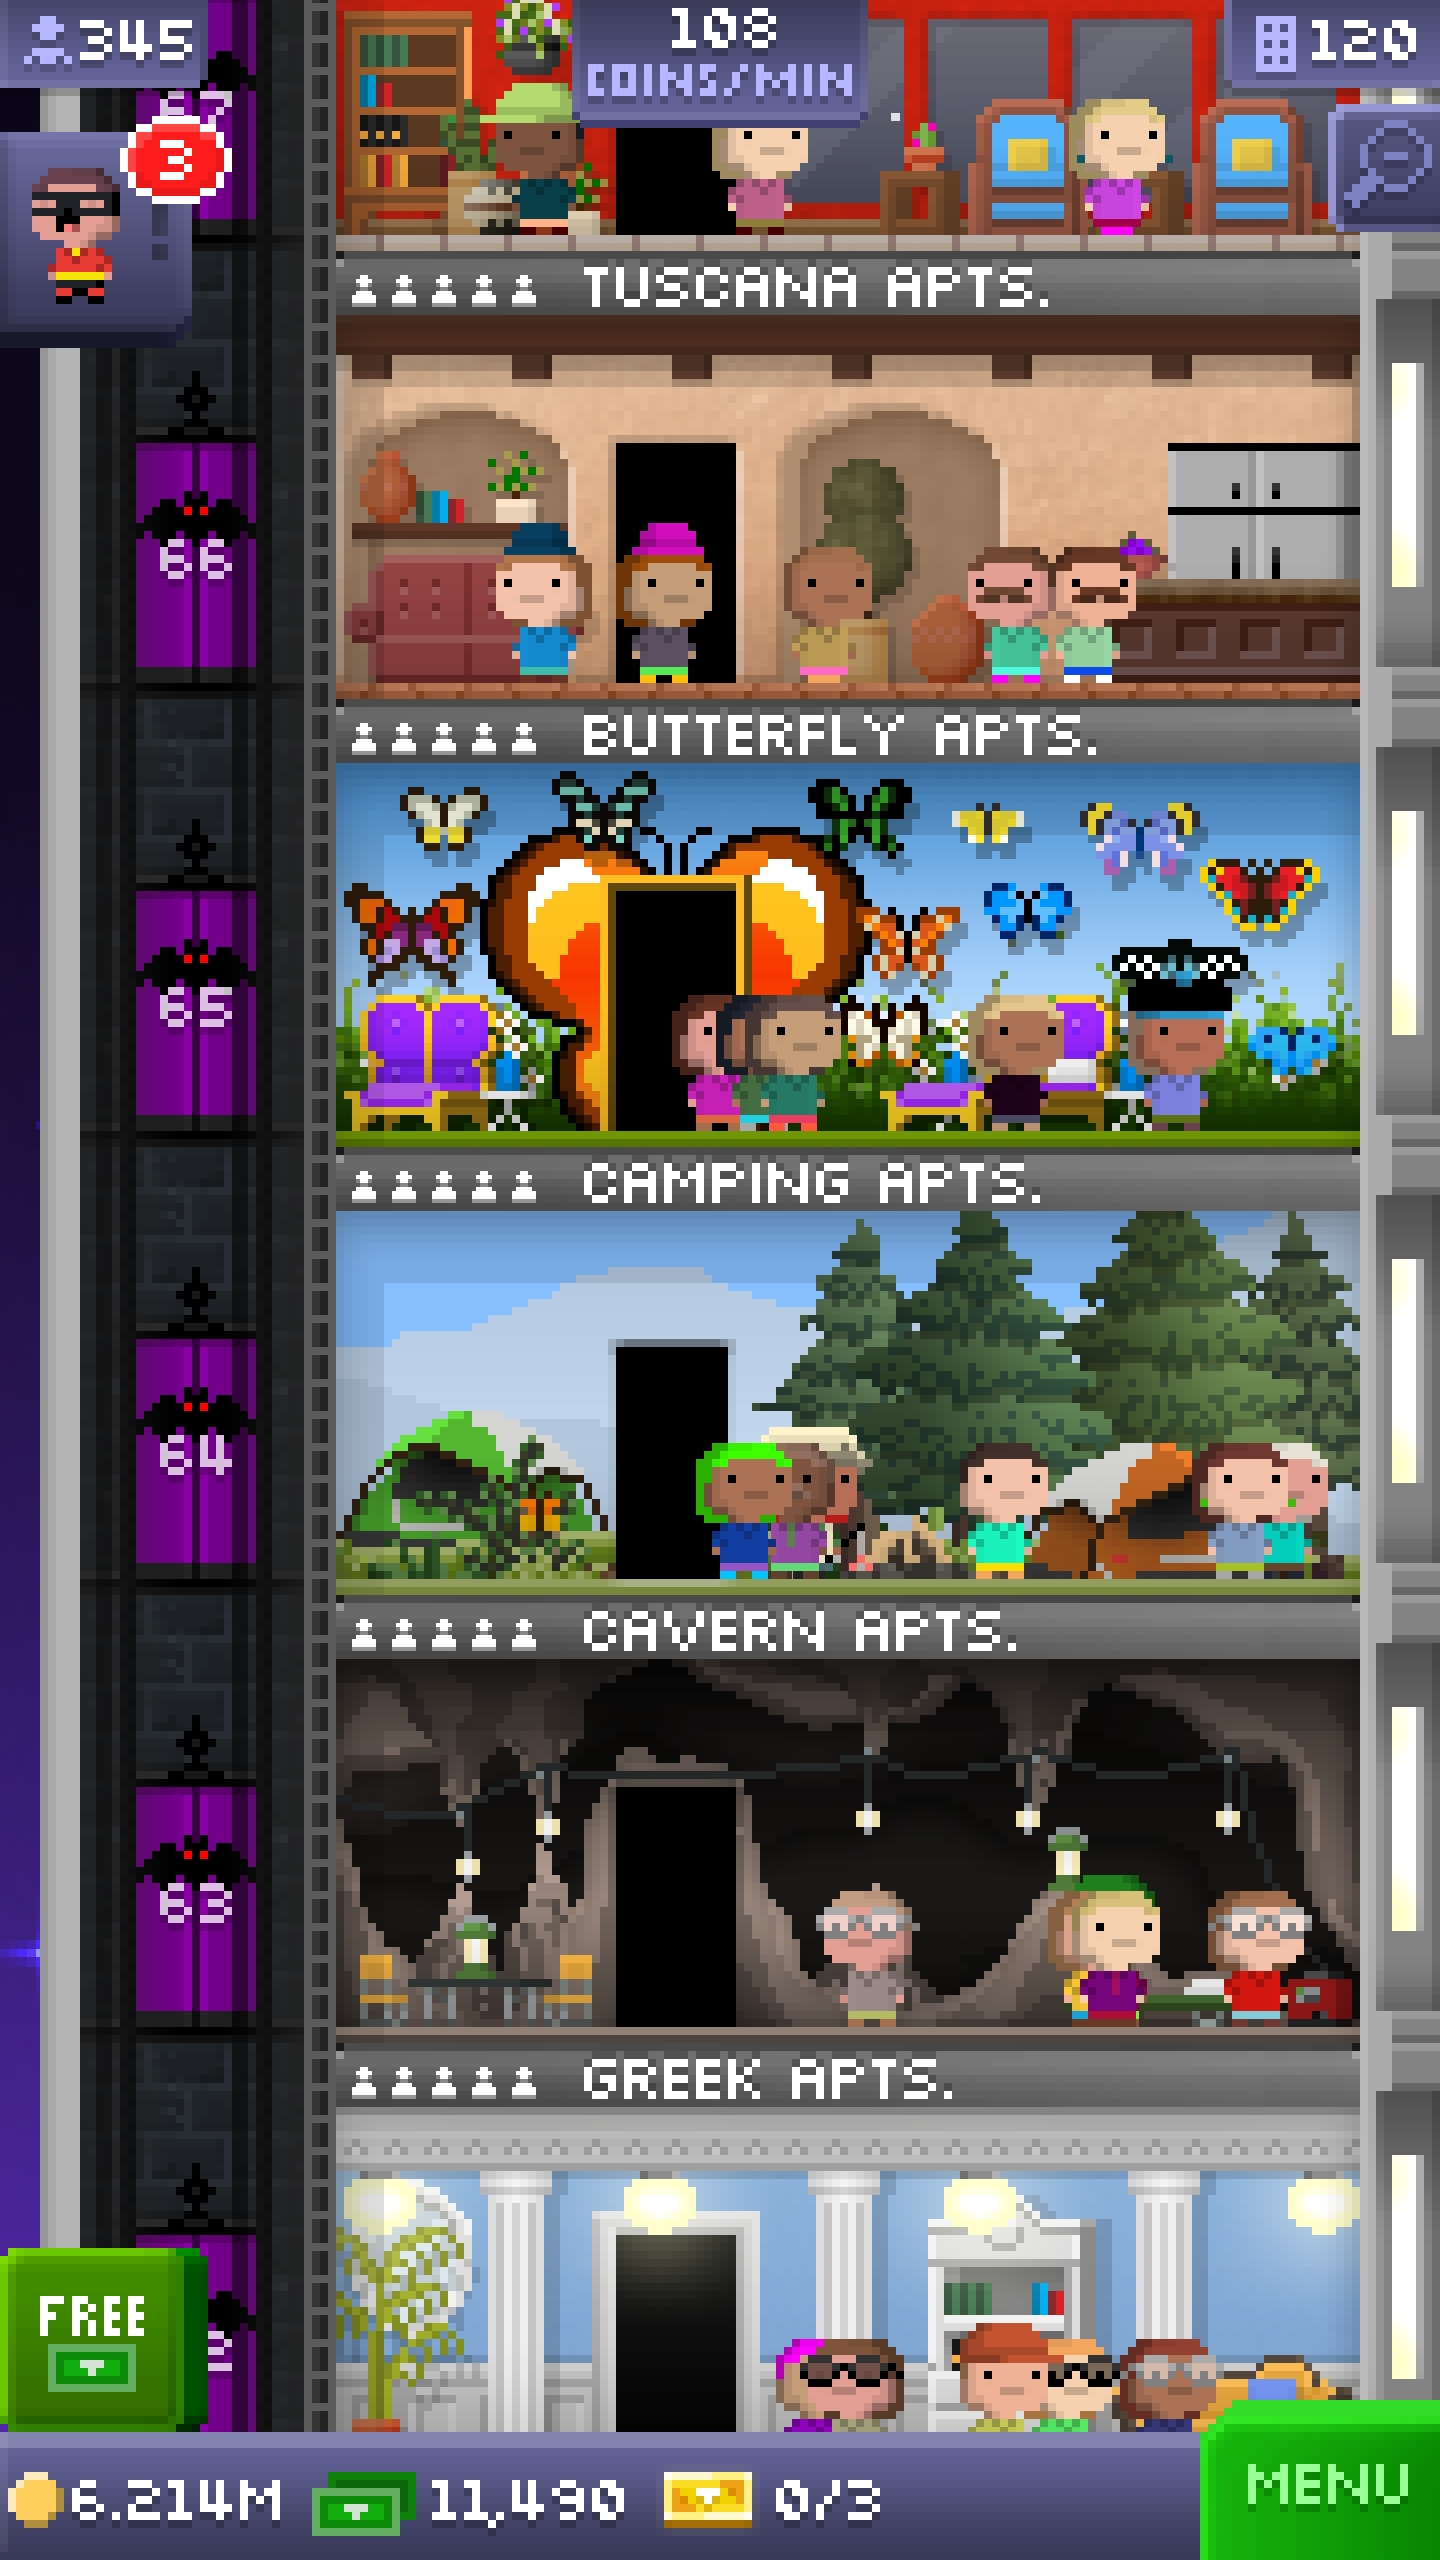 345
108
COINS/MIN
120
67
3
TUSCANA APTS.
66
BUTTERFLY APTS.
65
CAMPING APTS.
64
CAVERN APTS.
63
GREEK APTS.
FREE
6.214M
11,490
0/3
MENU